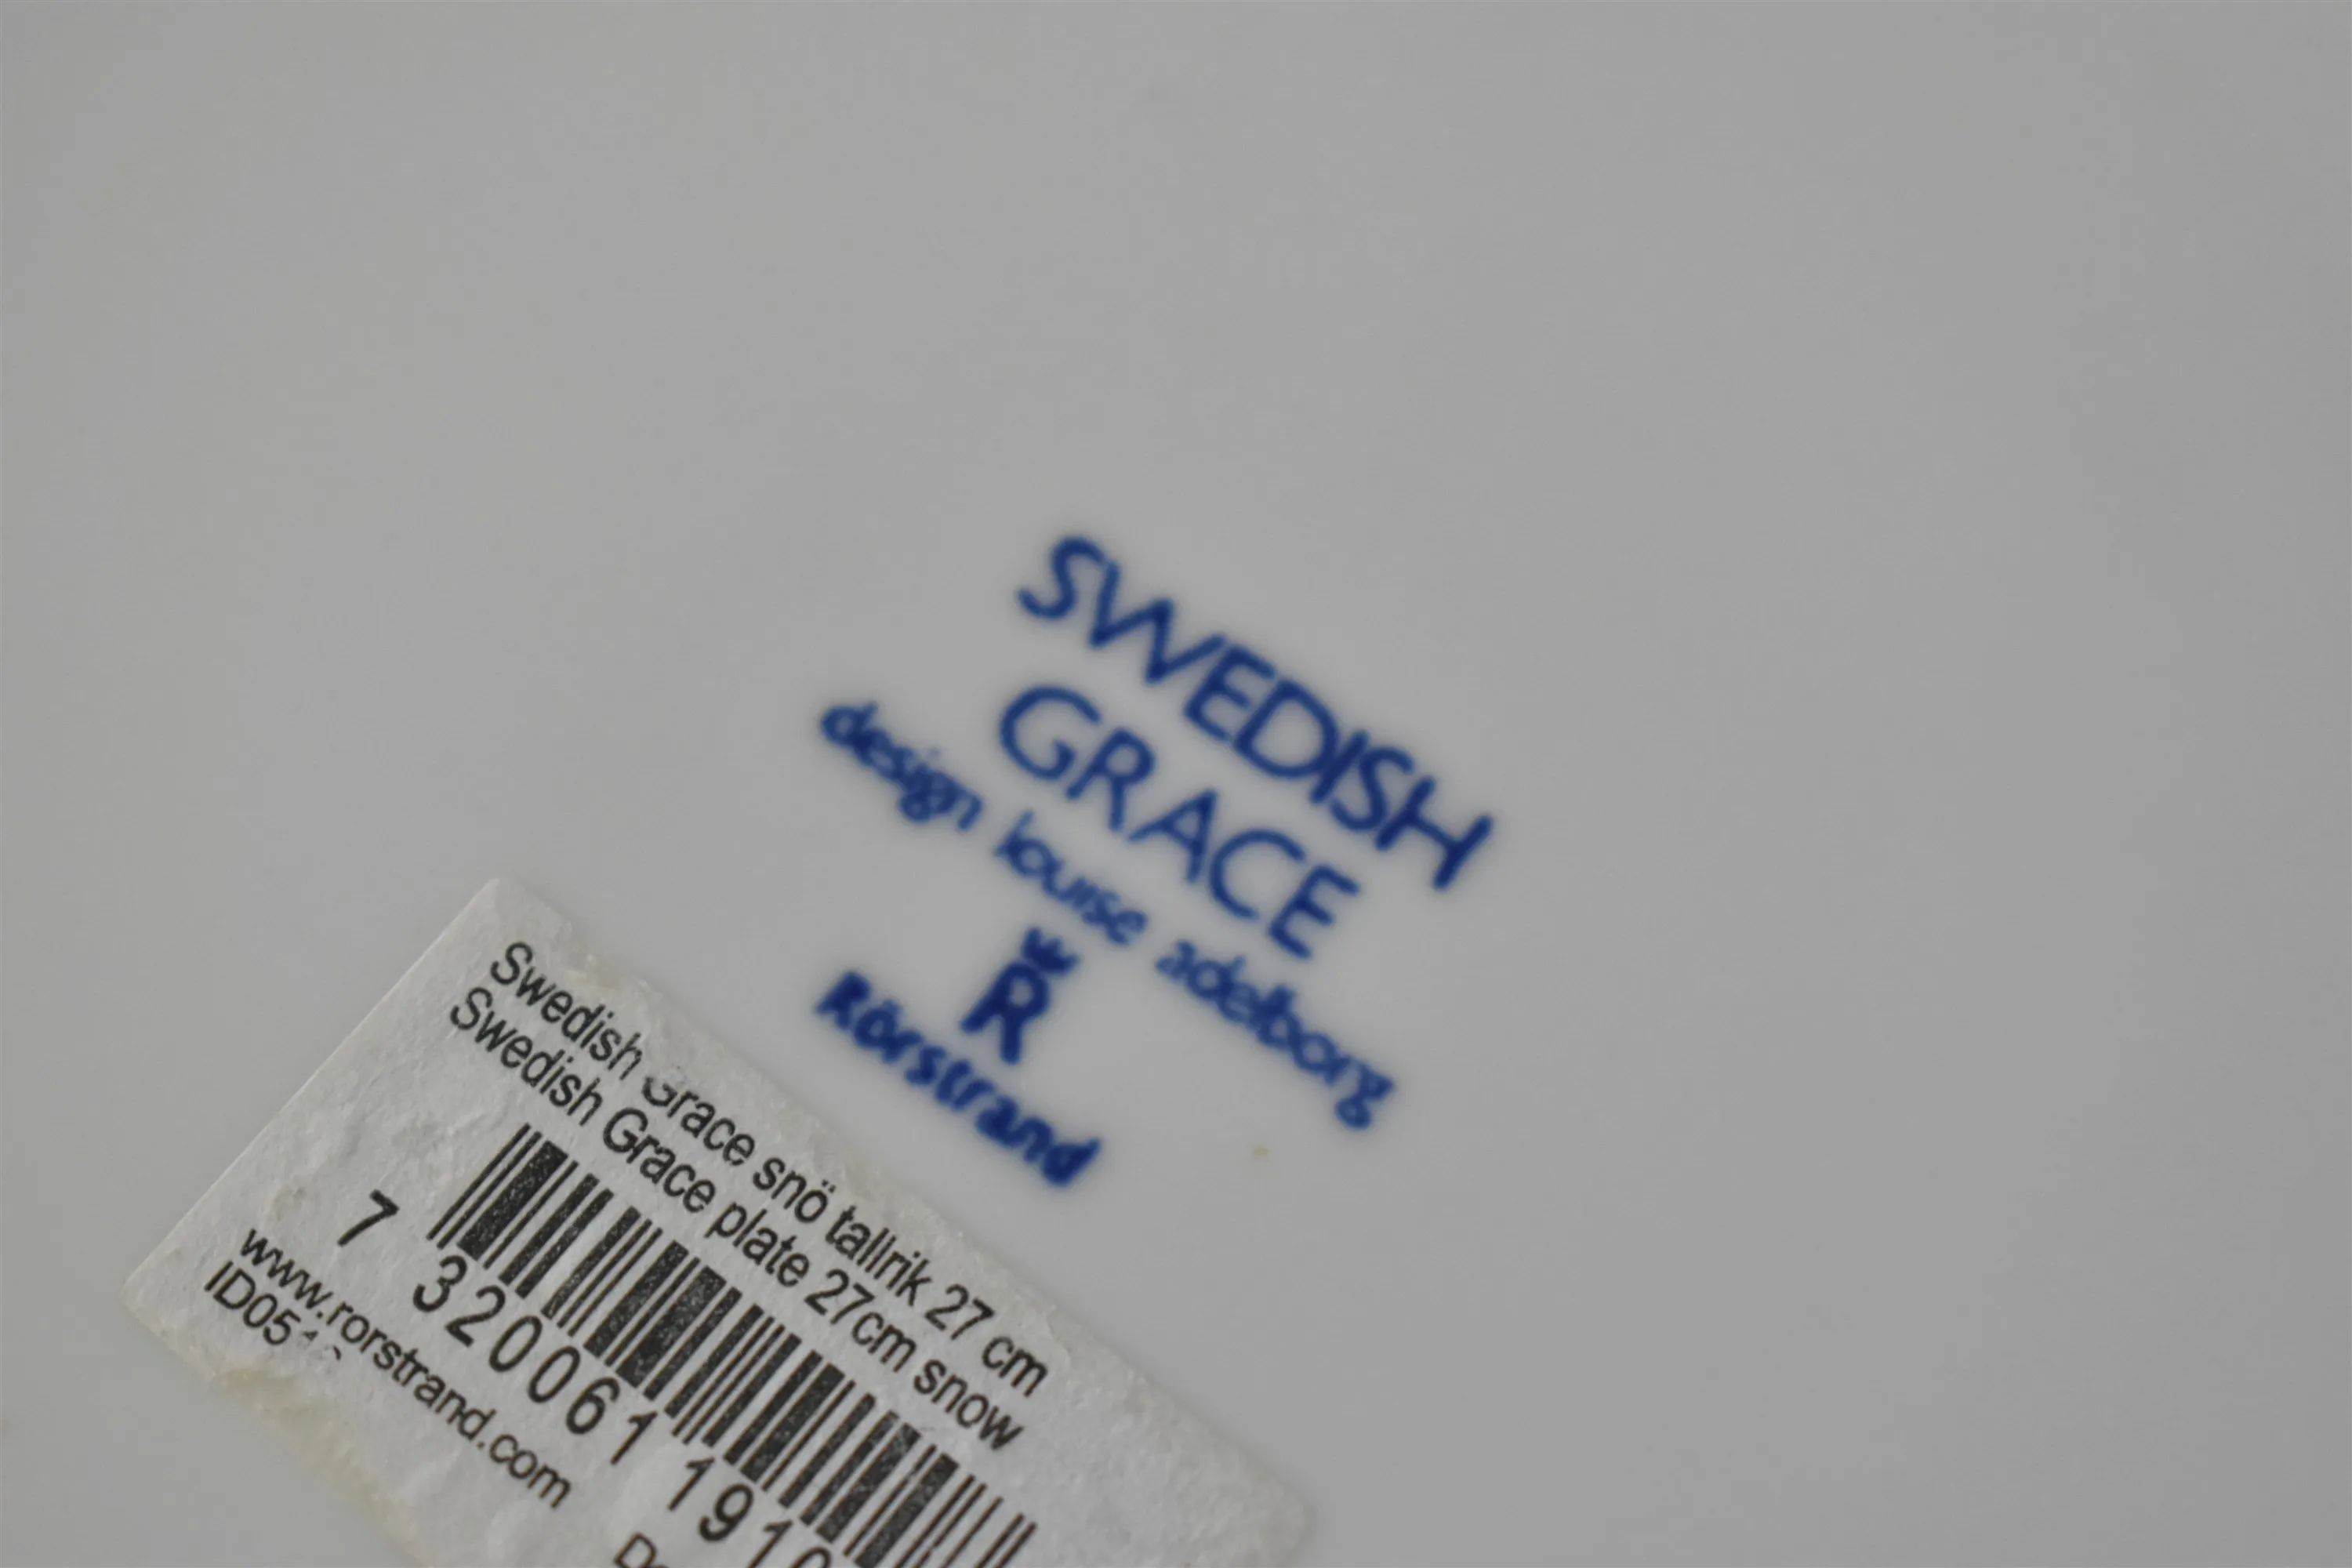 SWEDISH
GRACE
design louise adelborg
R
Rörstrand
Swedish Grace snö tallrik 27 cm
Swedish Grace plate 27cm snow
7 320061 1910
www.rorstrand.com